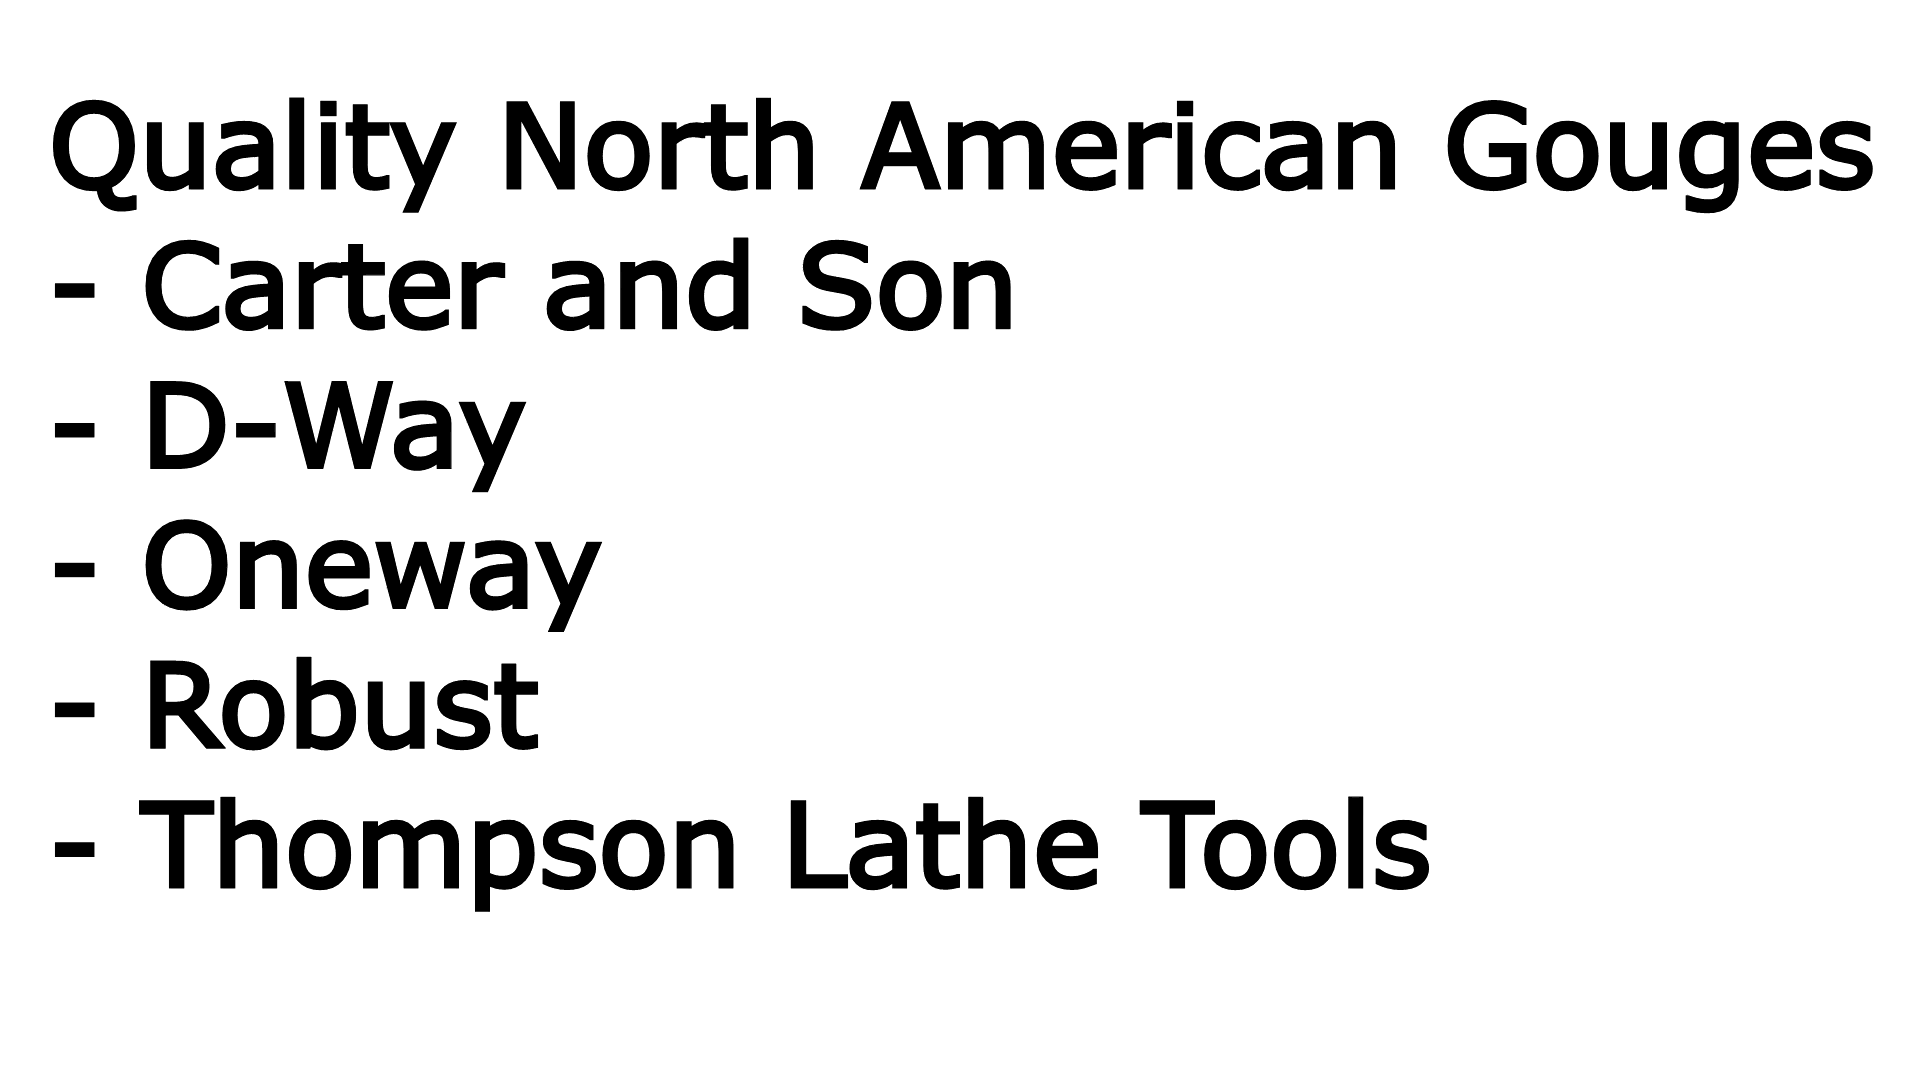 Quality North American Gouges
- Carter and Son
- D-Way
- Oneway
- Robust
- Thompson Lathe Tools